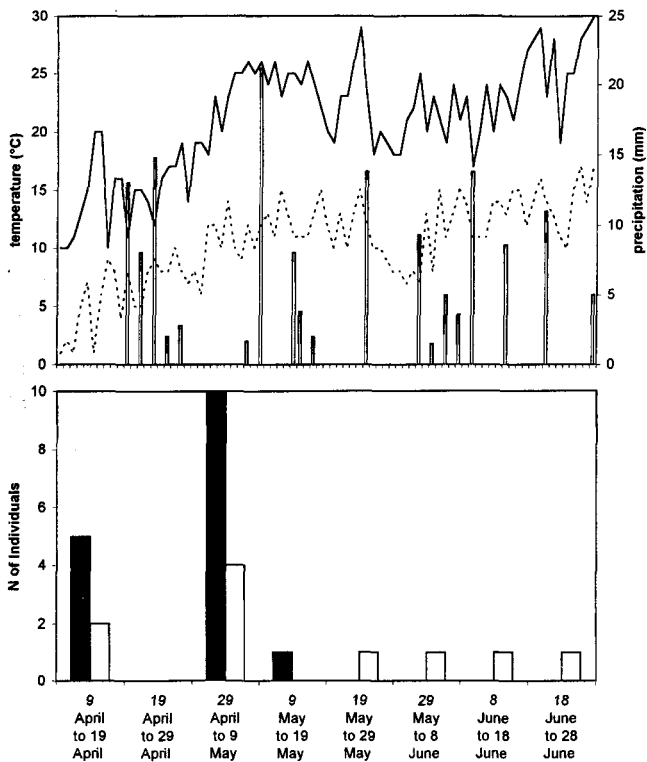 30
25
20
15
10
5
0
temperature (°C)
25
20
15
10
5
0
precipitation (mm)
10
8
6
4
2
0
N of Individuals
9
April
to 19
April
19
April
to 29
April
29
April
to 9
May
9
May
to 19
May
19
May
to 29
May
29
May
to 8
June
8
June
to 18
June
18
June
to 28
June